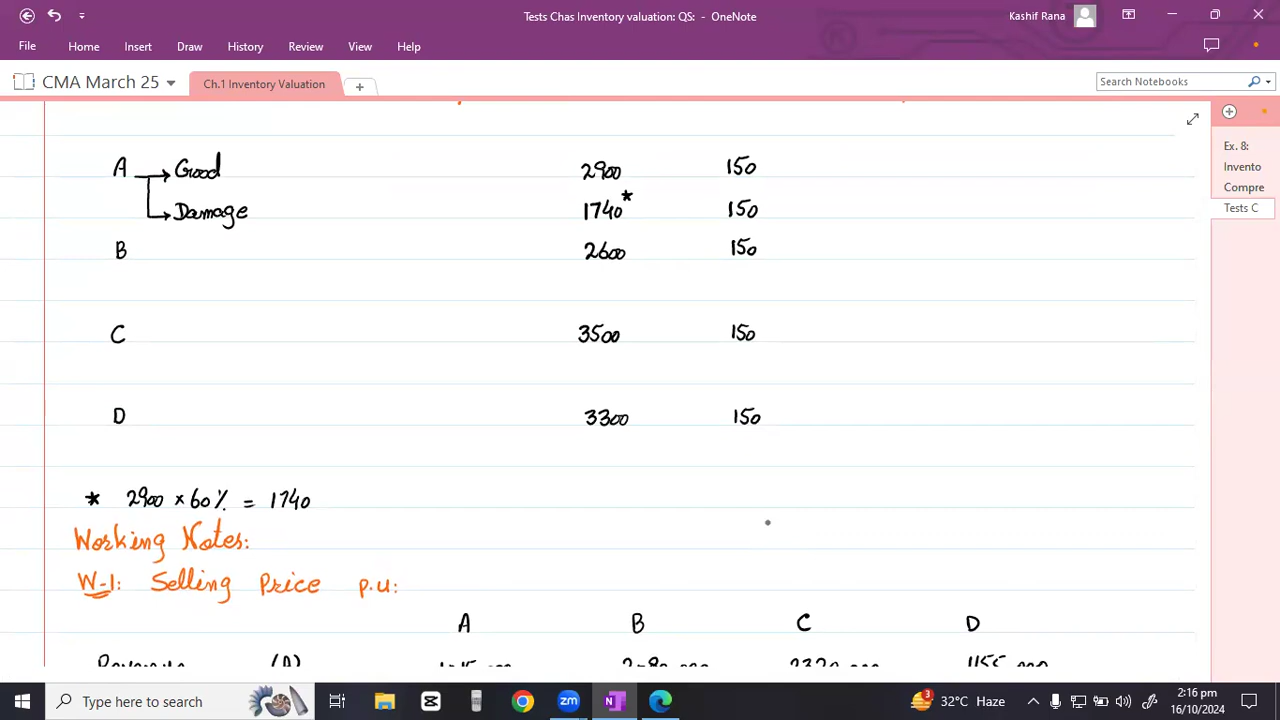 Tests Chas Inventory valuation: QS: - OneNote
Kashif Rana
File Home Insert Draw History Review View Help
CMA March 25
Ch.1 Inventory Valuation
Search Notebooks
Ex. 8:
Invento
Compre
Tests C
A → Good 2900 150
→ Damage 1740* 150
B 2600 150
C 3500 150
D 3300 150
* 2900 × 60% = 1740
Working Notes:
W-1: Selling Price p.u:
A B C D
Revenue (A)
Type here to search
32°C Haze
2:16 pm
16/10/2024